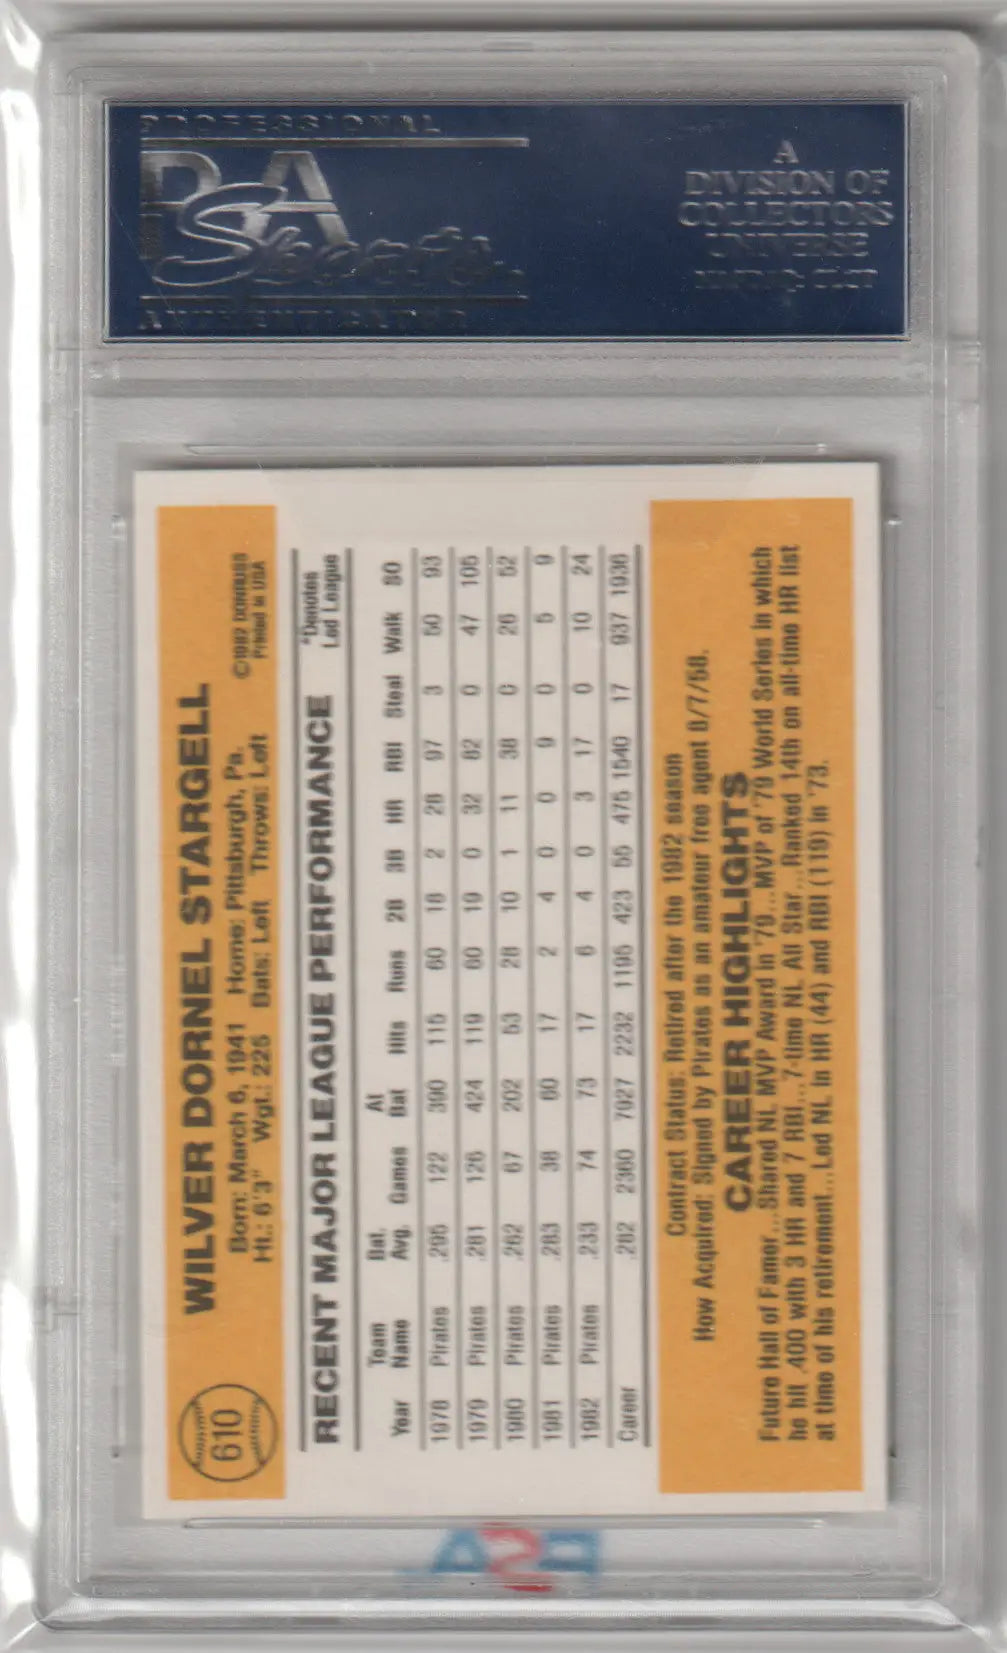 PROFESSIONAL
PSA
Sports
AUTHENTICATOR
A
DIVISION OF
COLLECTORS
UNIVERSE
NASDAQ: CLCT
610
WILVER DORNEL STARGELL
Born: March 6, 1941 Home: Pittsburgh, Pa.
Ht.: 6'3" Wgt.: 225 Bats: Left Throws: Left
©1982 DONRUSS
Printed in USA
RECENT MAJOR LEAGUE PERFORMANCE
*Denotes
Led League
Year Team Name Bat. Avg. Games At Bat Hits Runs 2B 3B HR RBI Steal Walk SO
1978 Pirates .295 122 390 115 60 18 2 28 97 3 50 93
1979 Pirates .281 126 424 119 60 19 0 32 82 0 47 105
1980 Pirates .262 67 202 53 28 10 1 11 38 0 26 52
1981 Pirates .283 38 60 17 2 4 0 0 9 0 5 9
1982 Pirates .233 74 73 17 6 4 0 3 17 0 10 24
Career .282 2360 7927 2232 1195 423 55 475 1540 17 937 1936
Contract Status: Retired after the 1982 season
How Acquired: Signed by Pirates as an amateur free agent 8/7/58.
CAREER HIGHLIGHTS
Future Hall of Famer...Shared NL MVP Award in '79...MVP of '79 World Series in which
he hit .400 with 3 HR and 7 RBI...7-time NL All Star...Ranked 14th on all-time HR list
at time of his retirement...Led NL in HR (44) and RBI (119) in '73.
PSA